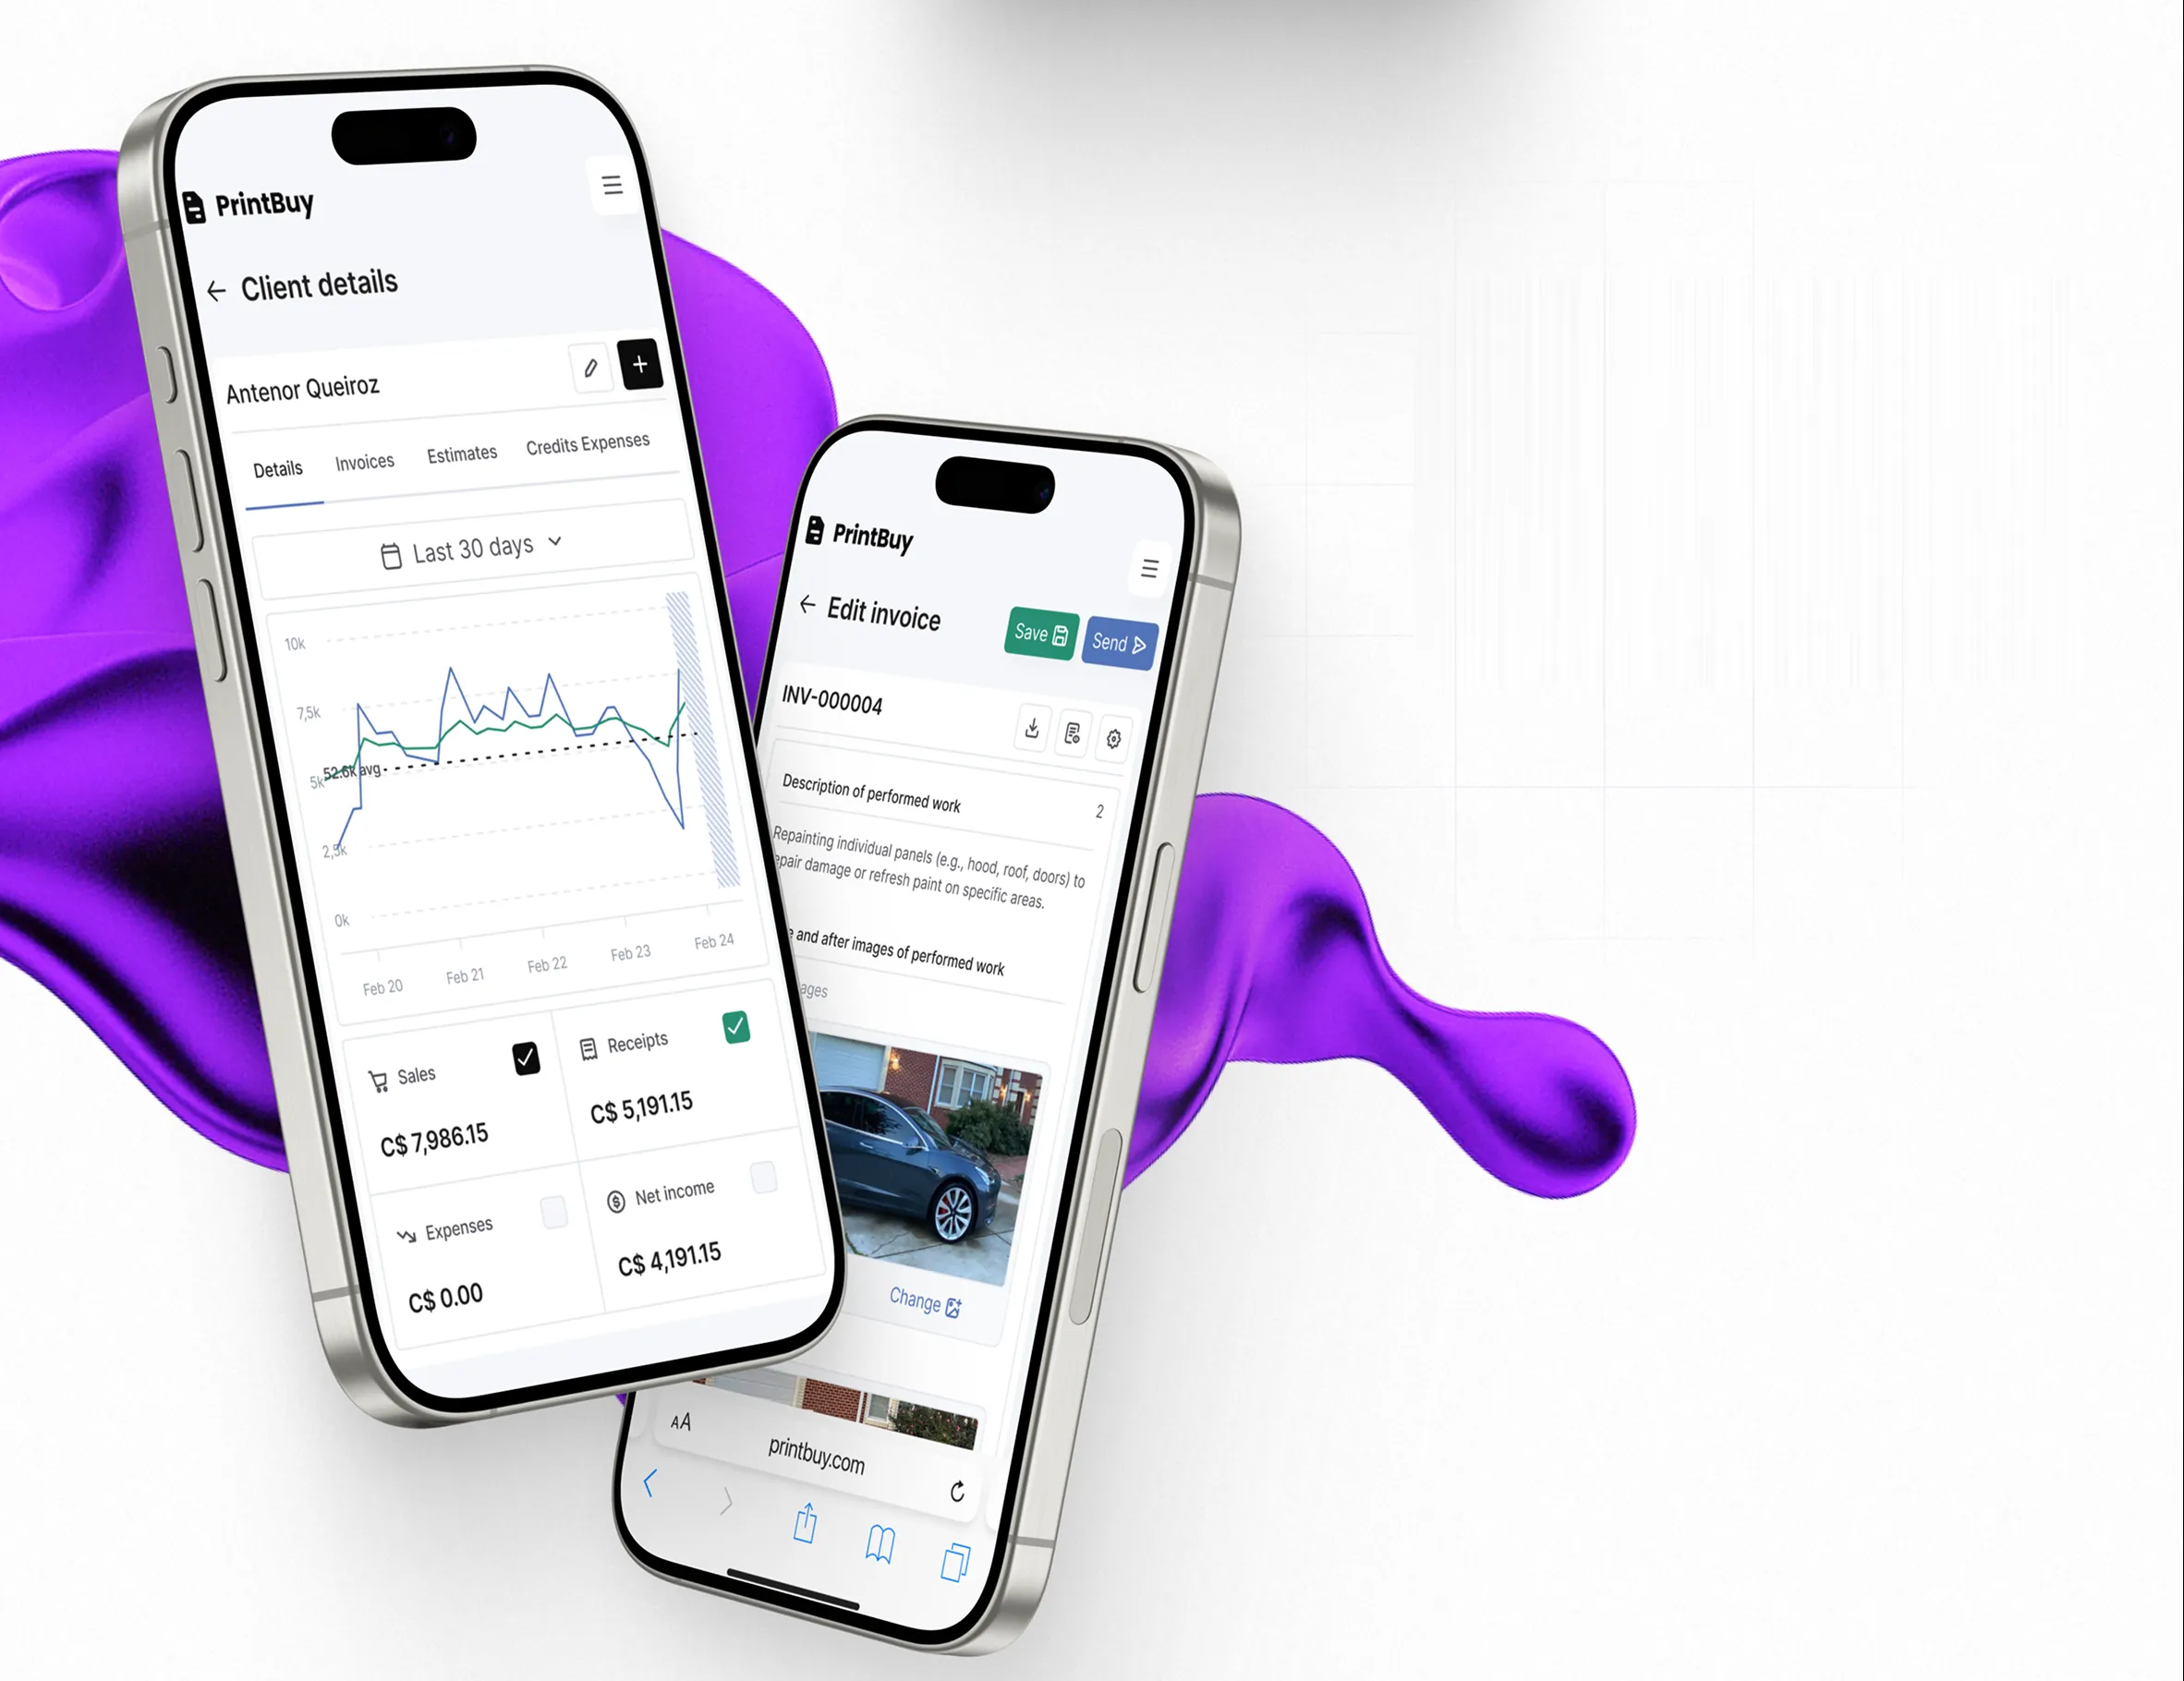 PrintBuy
Client details
Antenor Queiroz
Details Invoices Estimates Credits Expenses
Last 30 days
10k
7,5k
5k
52.6k avg
2,5k
0k
Feb 20 Feb 21 Feb 22 Feb 23 Feb 24
Sales
C$ 7,986.15
Receipts
C$ 5,191.15
Expenses
C$ 0.00
Net income
C$ 4,191.15
PrintBuy
Edit invoice
Save Send
INV-000004
Description of performed work 2
Repainting individual panels (e.g., hood, roof, doors) to
epair damage or refresh paint on specific areas.
e and after images of performed work
ages
Change
AA
printbuy.com